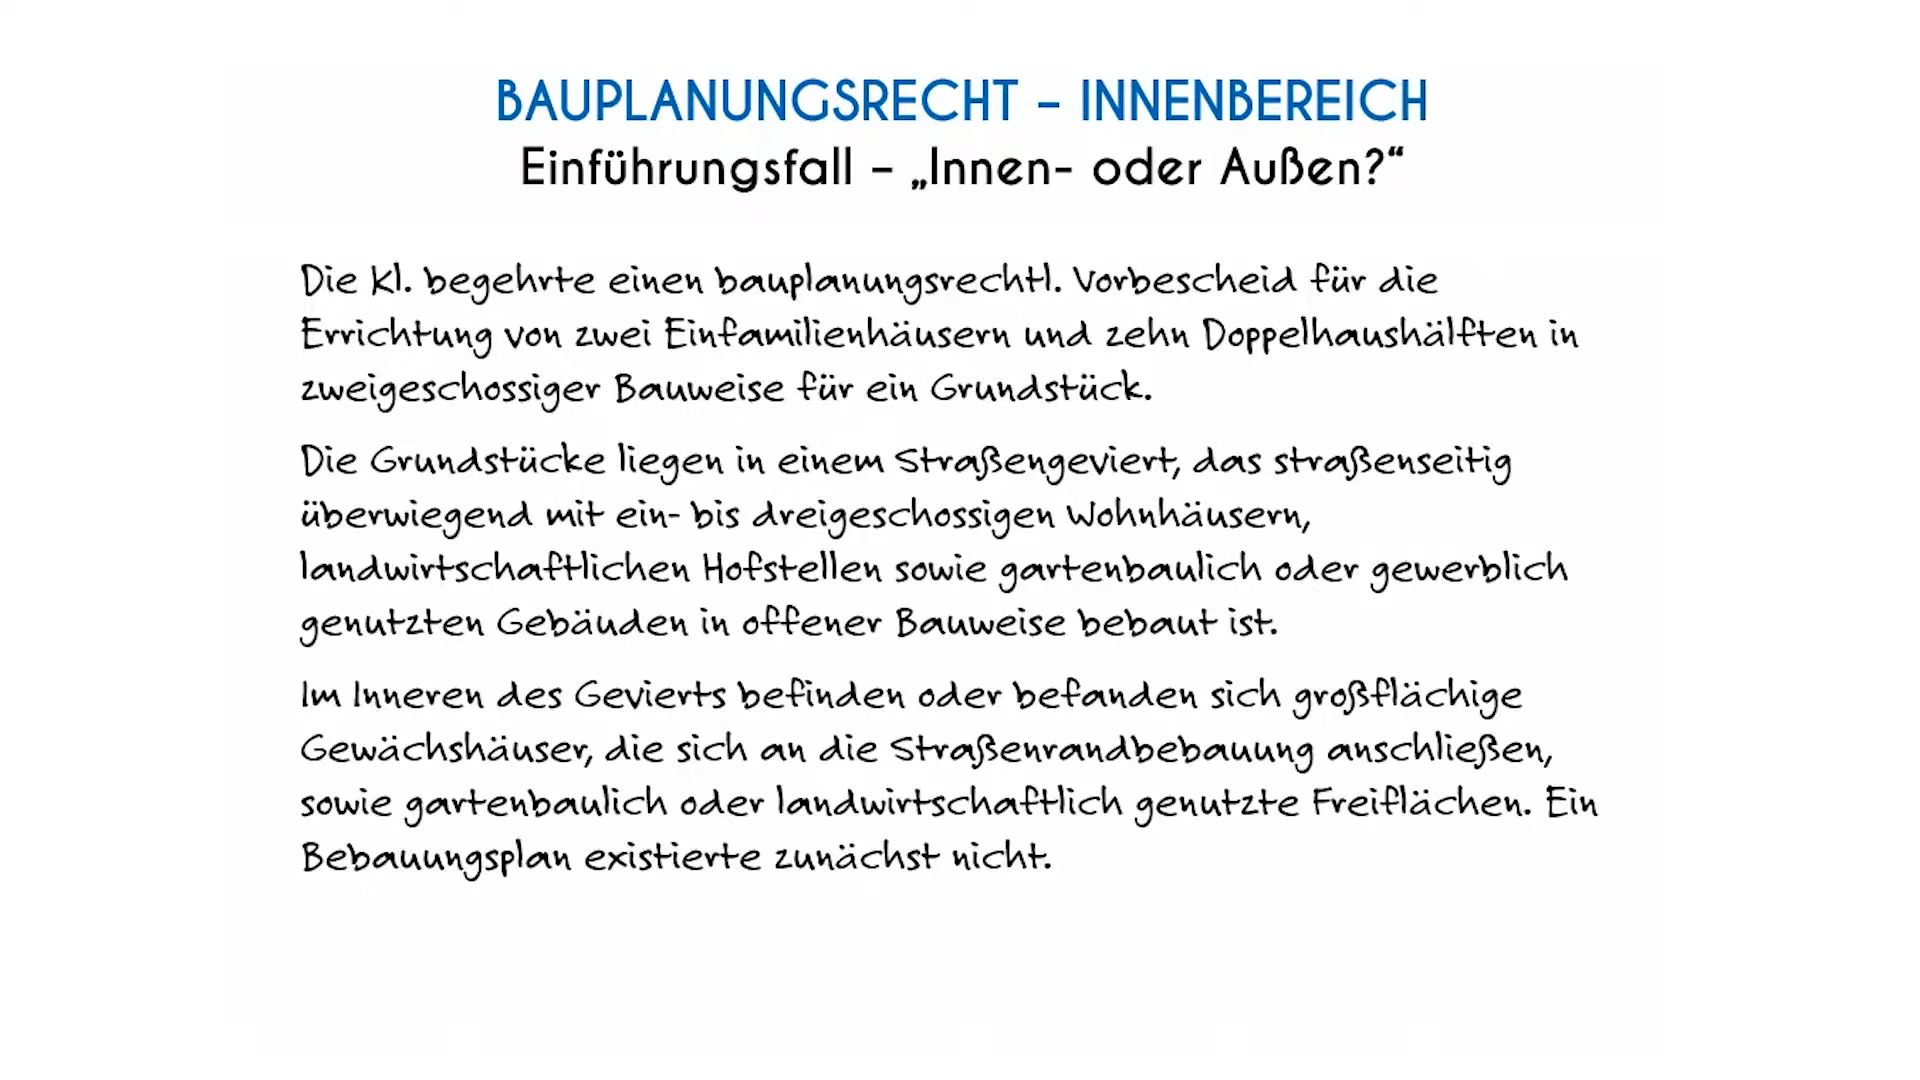 BAUPLANUNGSRECHT – INNENBEREICH
Einführungsfall – „Innen- oder Außen?“
Die Kl. begehrte einen bauplanungsrechtl. Vorbescheid für die
Errichtung von zwei Einfamilienhäusern und zehn Doppelhaushälften in
zweigeschossiger Bauweise für ein Grundstück.
Die Grundstücke liegen in einem Straßengeviert, das straßenseitig
überwiegend mit ein- bis dreigeschossigen Wohnhäusern,
landwirtschaftlichen Hofstellen sowie gartenbaulich oder gewerblich
genutzten Gebäuden in offener Bauweise bebaut ist.
Im Inneren des Gevierts befinden oder befanden sich großflächige
Gewächshäuser, die sich an die Straßenrandbebauung anschließen,
sowie gartenbaulich oder landwirtschaftlich genutzte Freiflächen. Ein
Bebauungsplan existierte zunächst nicht.